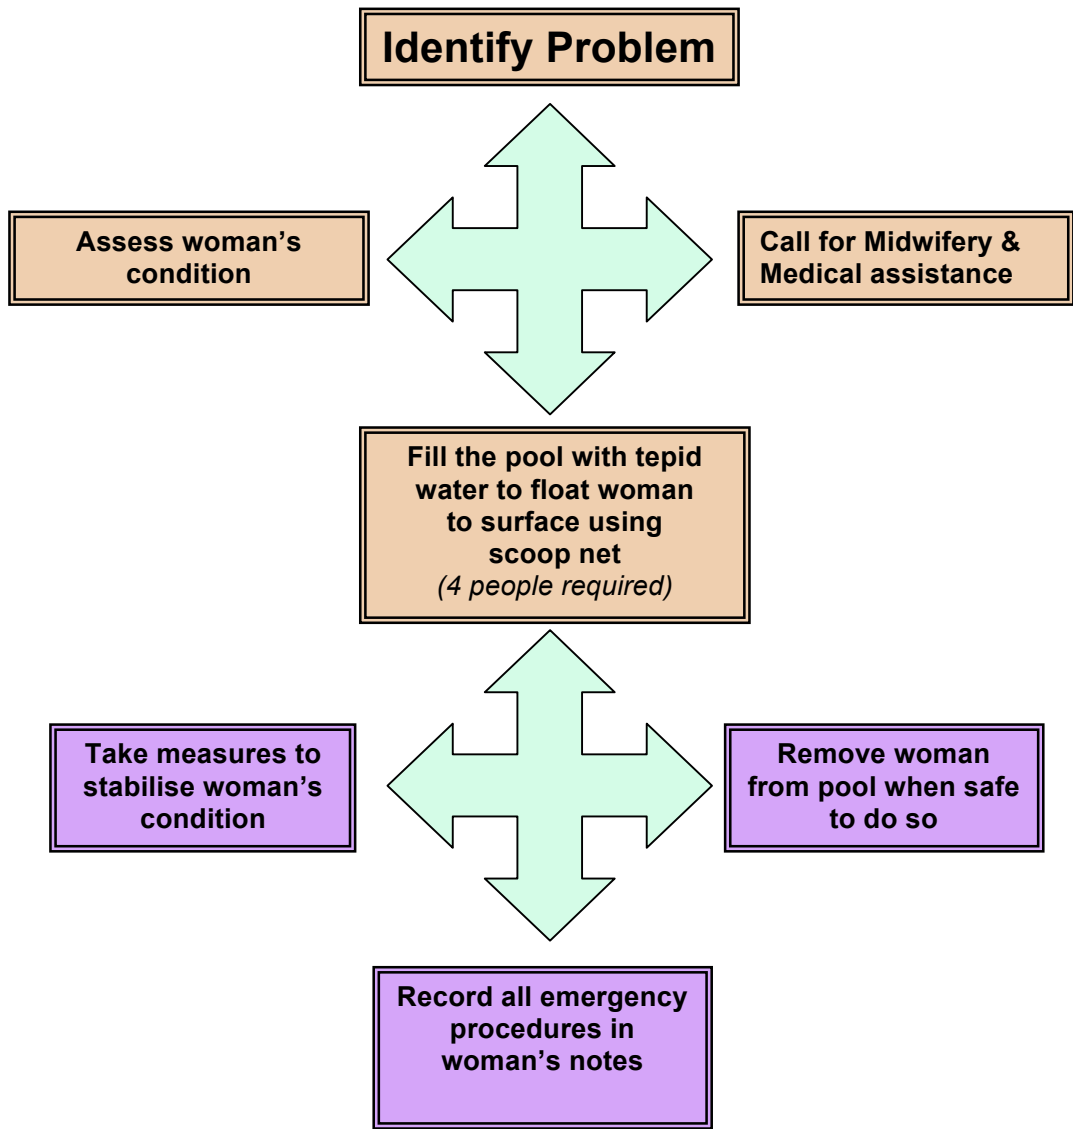 Identify Problem
Assess woman's
condition
Call for Midwifery &
Medical assistance
Fill the pool with tepid
water to float woman
to surface using
scoop net
(4 people required)
Take measures to
stabilise woman's
condition
Remove woman
from pool when safe
to do so
Record all emergency
procedures in
woman's notes